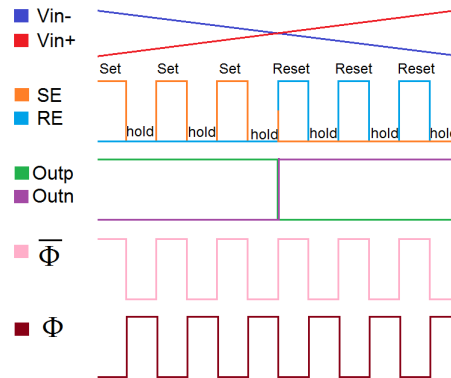 Vin-
Vin+
Set Set Set Reset Reset Reset
SE
RE
hold hold hold hold hold hold
Outp
Outn
Φ̅
Φ